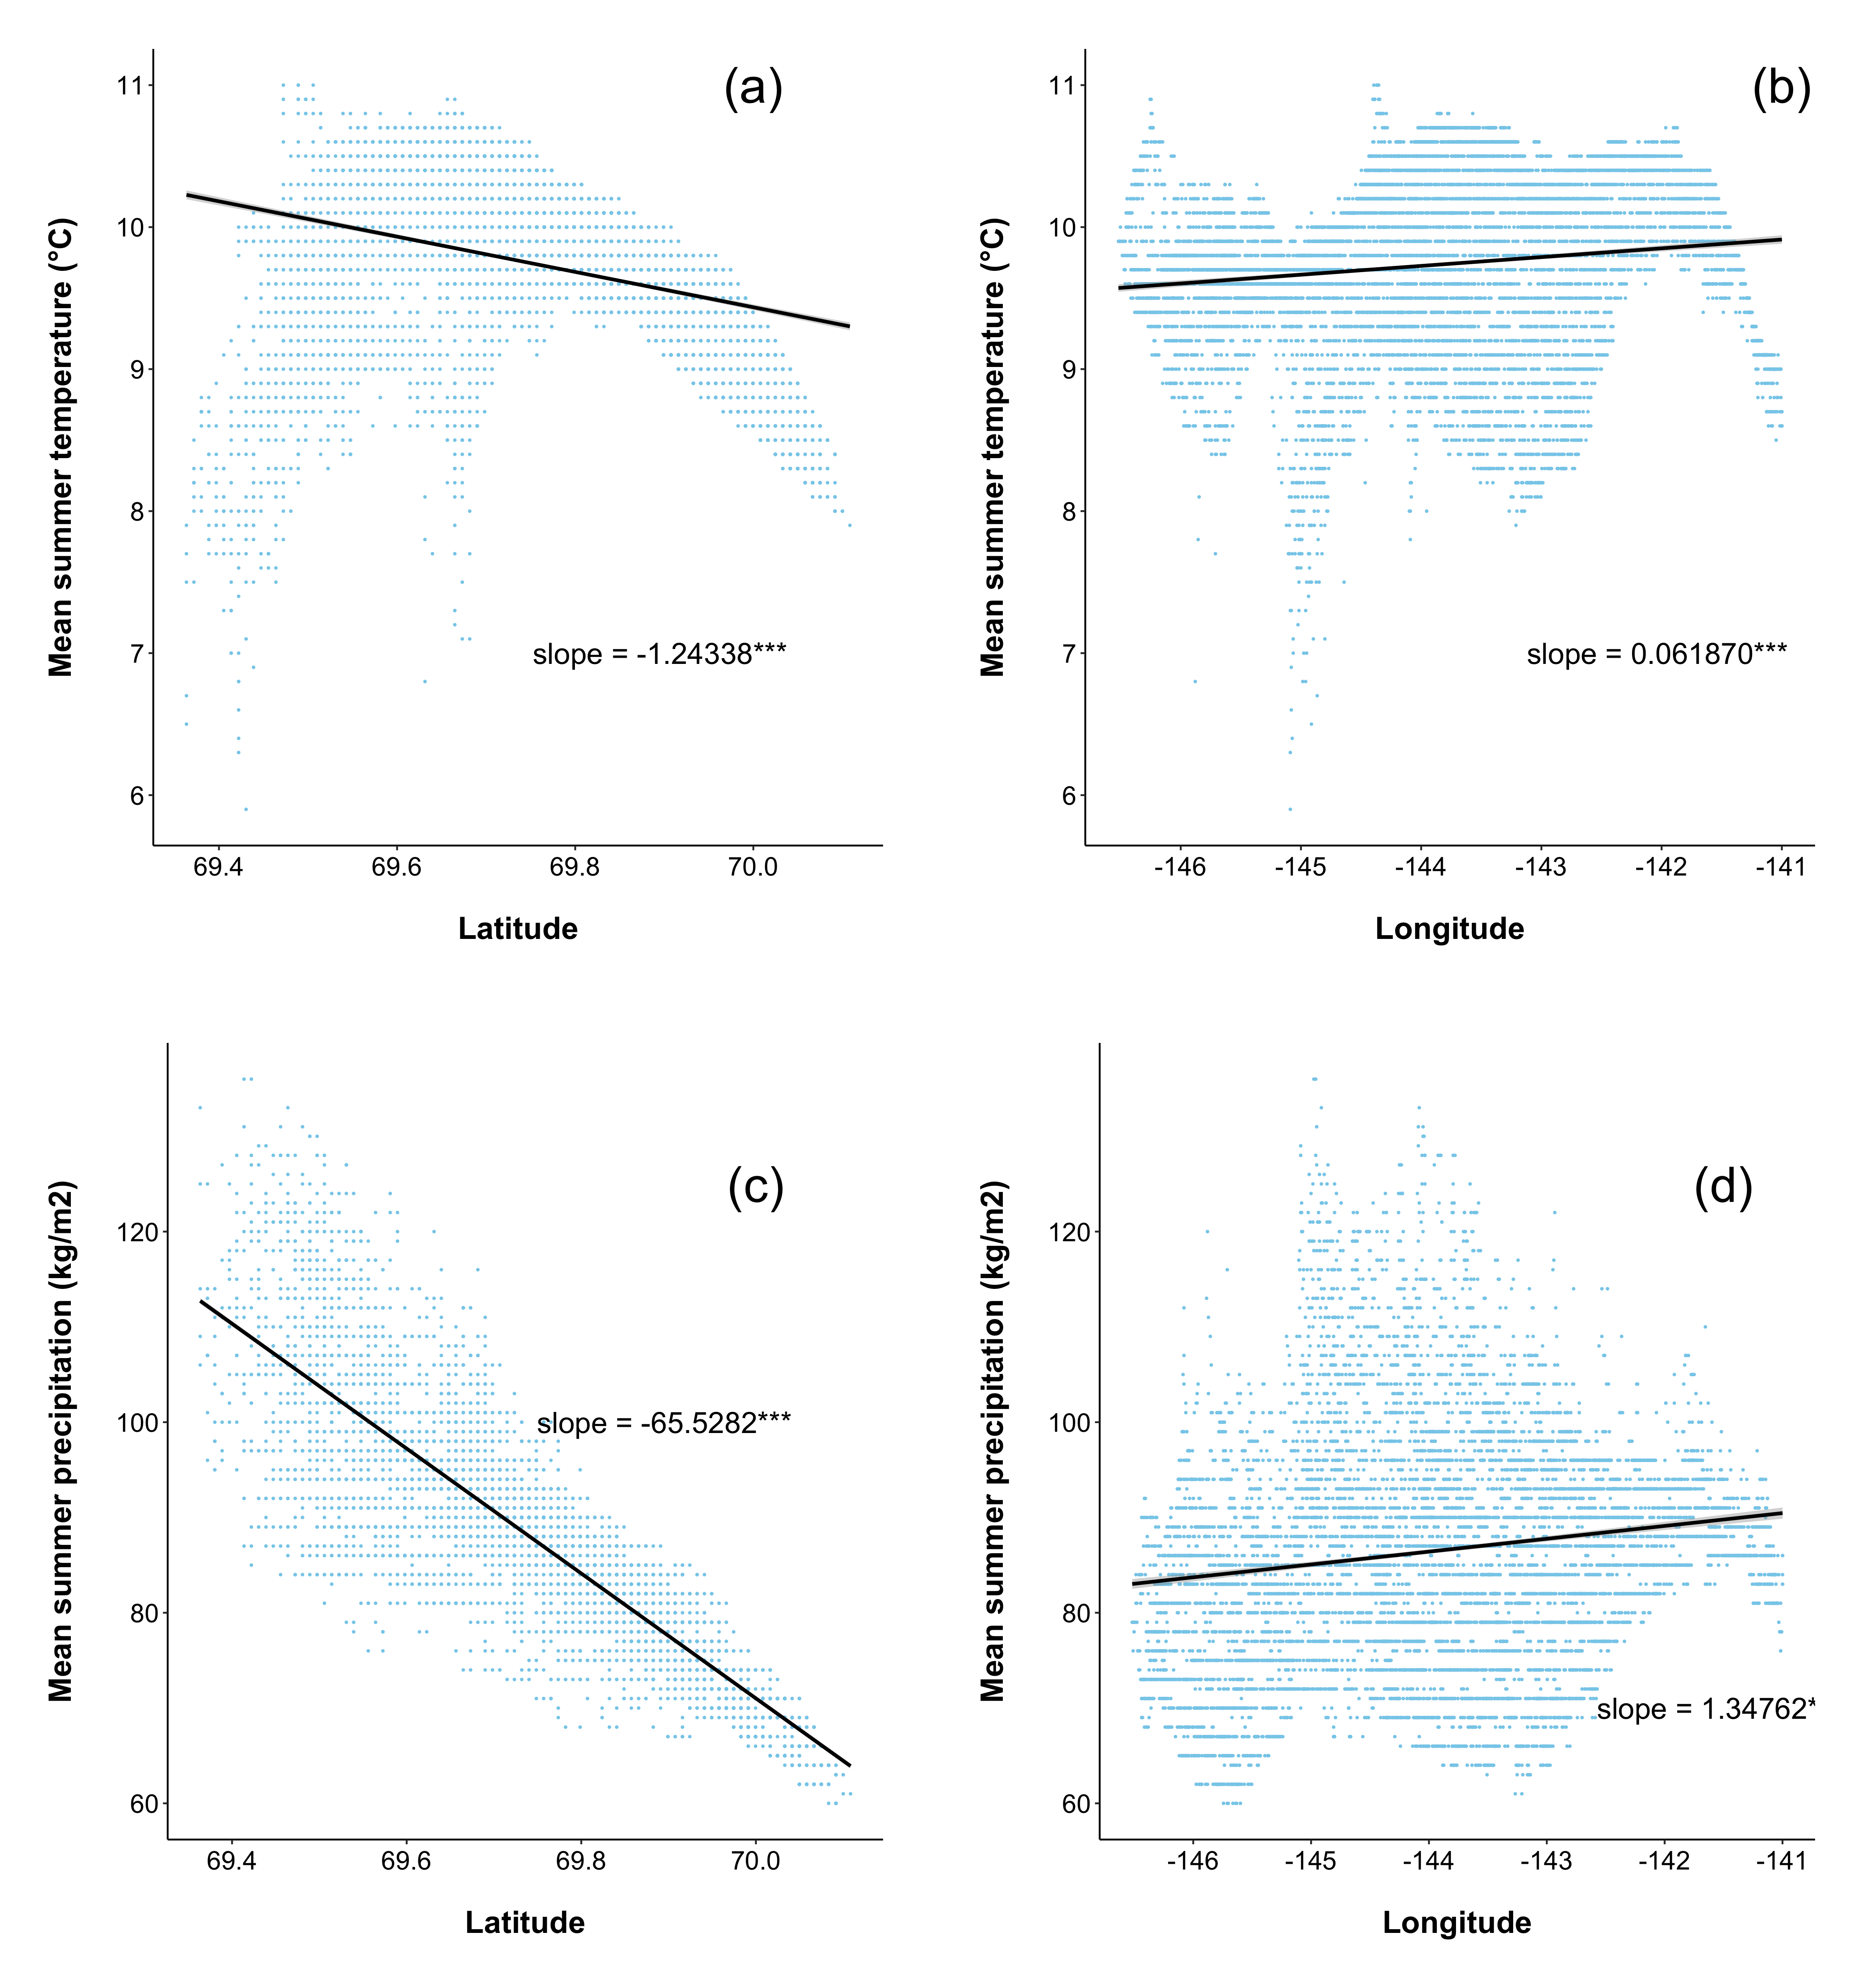 (a)
11
10
9
8
7
6
Mean summer temperature (°C)
slope = -1.24338***
69.4 69.6 69.8 70.0
Latitude
(b)
11
10
9
8
7
6
Mean summer temperature (°C)
slope = 0.061870***
-146 -145 -144 -143 -142 -141
Longitude
(c)
120
100
80
60
Mean summer precipitation (kg/m2)
slope = -65.5282***
69.4 69.6 69.8 70.0
Latitude
(d)
120
100
80
60
Mean summer precipitation (kg/m2)
slope = 1.34762*
-146 -145 -144 -143 -142 -141
Longitude